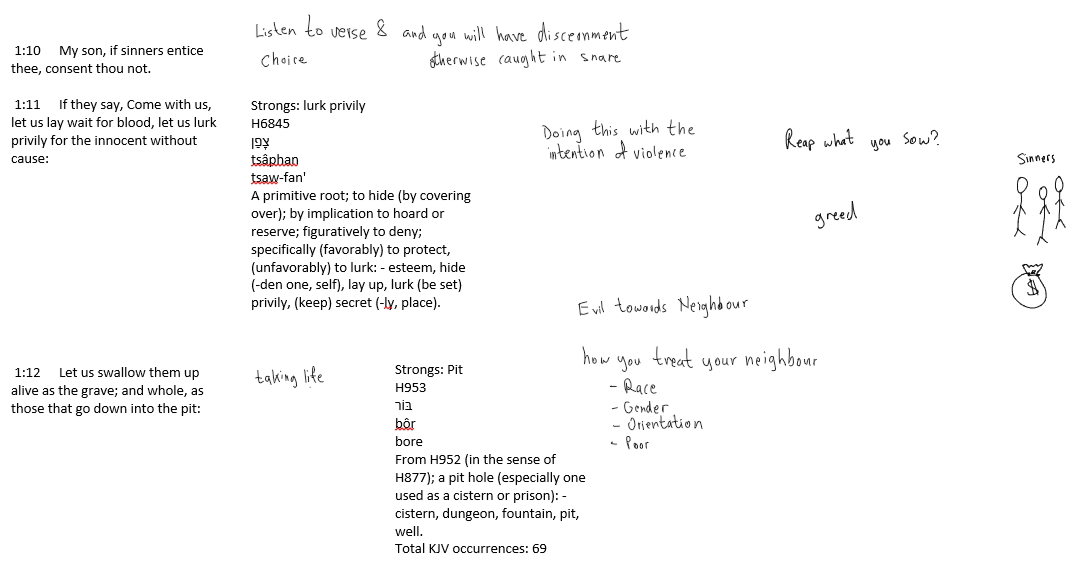 Listen to verse & and you will have discernment
Choice otherwise caught in snare
1:10 My son, if sinners entice
thee, consent thou not.
1:11 If they say, Come with us,
let us lay wait for blood, let us lurk
privily for the innocent without
cause:
Strongs: lurk privily
H6845
צָפַן
tsâphan
tsaw-fan'
A primitive root; to hide (by covering
over); by implication to hoard or
reserve; figuratively to deny;
specifically (favorably) to protect,
(unfavorably) to lurk: - esteem, hide
(-den one, self), lay up, lurk (be set)
privily, (keep) secret (-ly, place).
Doing this with the
intention of violence
Reap what you sow?
greed
Sinners
$
Evil towards Neighbour
1:12 Let us swallow them up
alive as the grave; and whole, as
those that go down into the pit:
taking life
Strongs: Pit
H953
בּוֹר
bôr
bore
From H952 (in the sense of
H877); a pit hole (especially one
used as a cistern or prison): -
cistern, dungeon, fountain, pit,
well.
Total KJV occurrences: 69
how you treat your neighbour
- Race
- Gender
- Orientation
- Poor